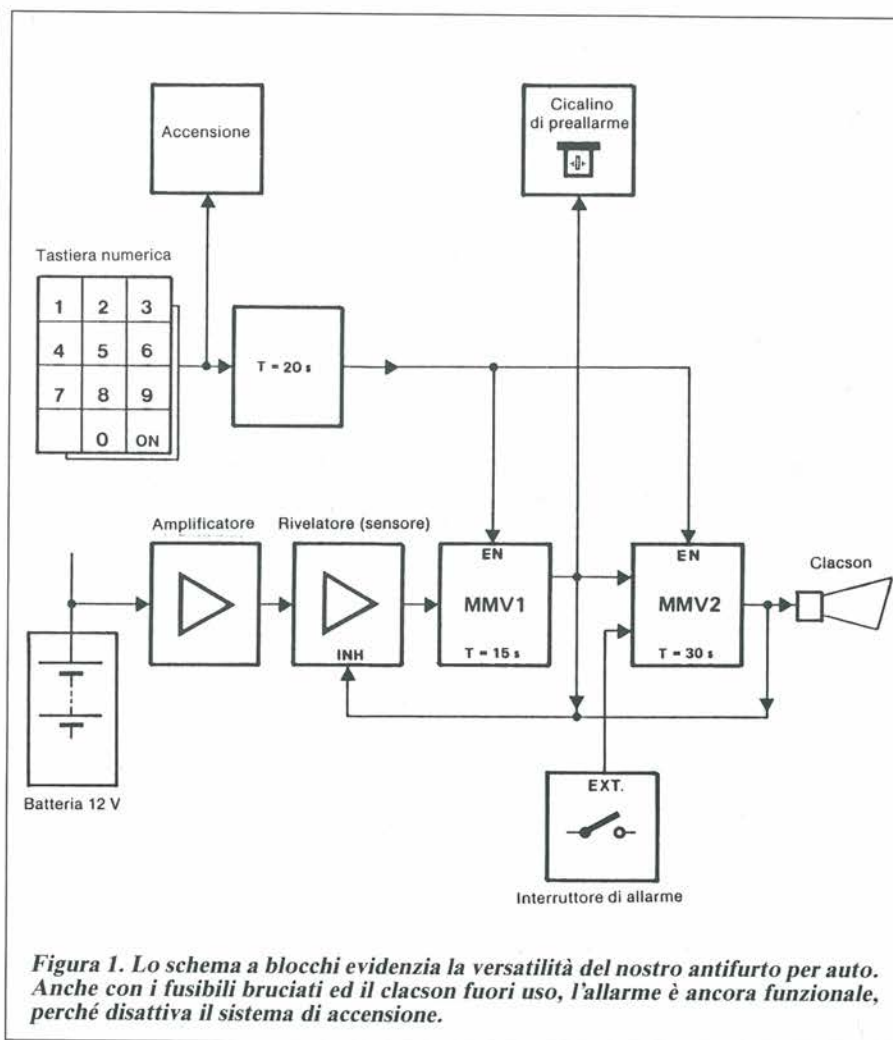 Accensione
Cicalino
di preallarme
Tastiera numerica
1 2 3
4 5 6
7 8 9
0 ON
T = 20 s
Amplificatore
Rivelatore (sensore)
INH
EN
MMV1
T = 15 s
EN
MMV2
T = 30 s
Clacson
Batteria 12 V
EXT.
Interruttore di allarme
Figura 1. Lo schema a blocchi evidenzia la versatilità del nostro antifurto per auto.
Anche con i fusibili bruciati ed il clacson fuori uso, l'allarme è ancora funzionale,
perché disattiva il sistema di accensione.